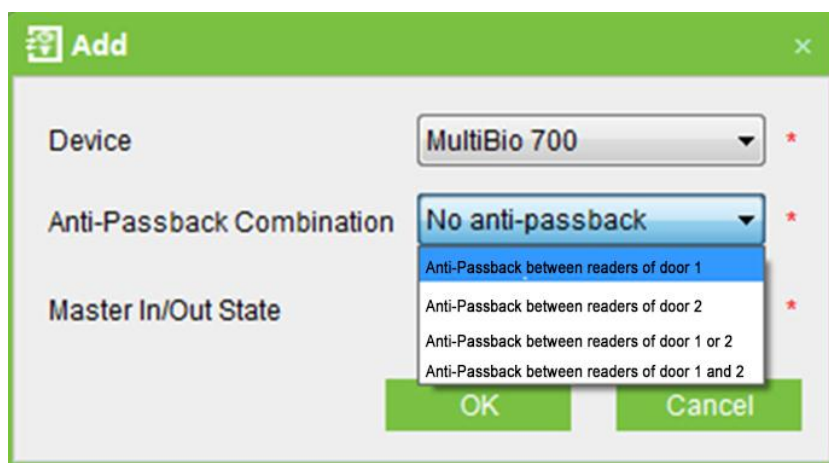 Add
Device MultiBio 700 *
Anti-Passback Combination No anti-passback *
Anti-Passback between readers of door 1
Master In/Out State Anti-Passback between readers of door 2 *
Anti-Passback between readers of door 1 or 2
Anti-Passback between readers of door 1 and 2
OK Cancel